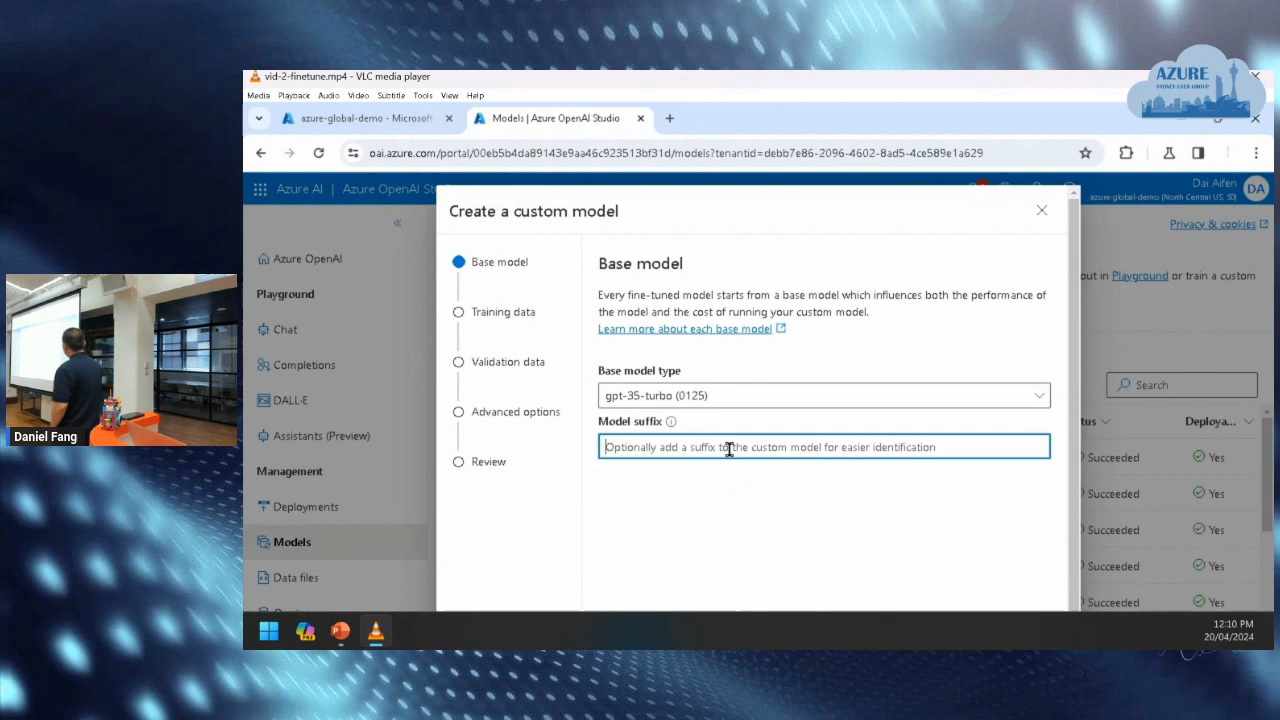 vid-2-finetune.mp4 - VLC media player
AZURE
SYDNEY USER GROUP
Media Playback Audio Video Subtitle Tools View Help
azure-global-demo - Microsoft
Models | Azure OpenAI Studio
oai.azure.com/portal/00eb5b4da89143e9aa46c923513bf31d/models?tenantid=debb7e86-2096-4602-8ad5-4ce589e1a629
Azure AI | Azure OpenAI Stu
Dai Aifen
azure-global-demo (North Central US, S0)
DA
Create a custom model
Privacy & cookies
Azure OpenAI
Playground
Chat
Completions
DALL·E
Assistants (Preview)
Management
Deployments
Models
Data files
Base model
Training data
Validation data
Advanced options
Review
Base model
Every fine-tuned model starts from a base model which influences both the performance of
the model and the cost of running your custom model.
Learn more about each base model
Base model type
gpt-35-turbo (0125)
Model suffix
Optionally add a suffix to the custom model for easier identification
out in Playground or train a custom
Search
tus Deploya...
Succeeded Yes
Succeeded Yes
Succeeded Yes
Succeeded Yes
Succeeded Yes
Daniel Fang
12:10 PM
20/04/2024